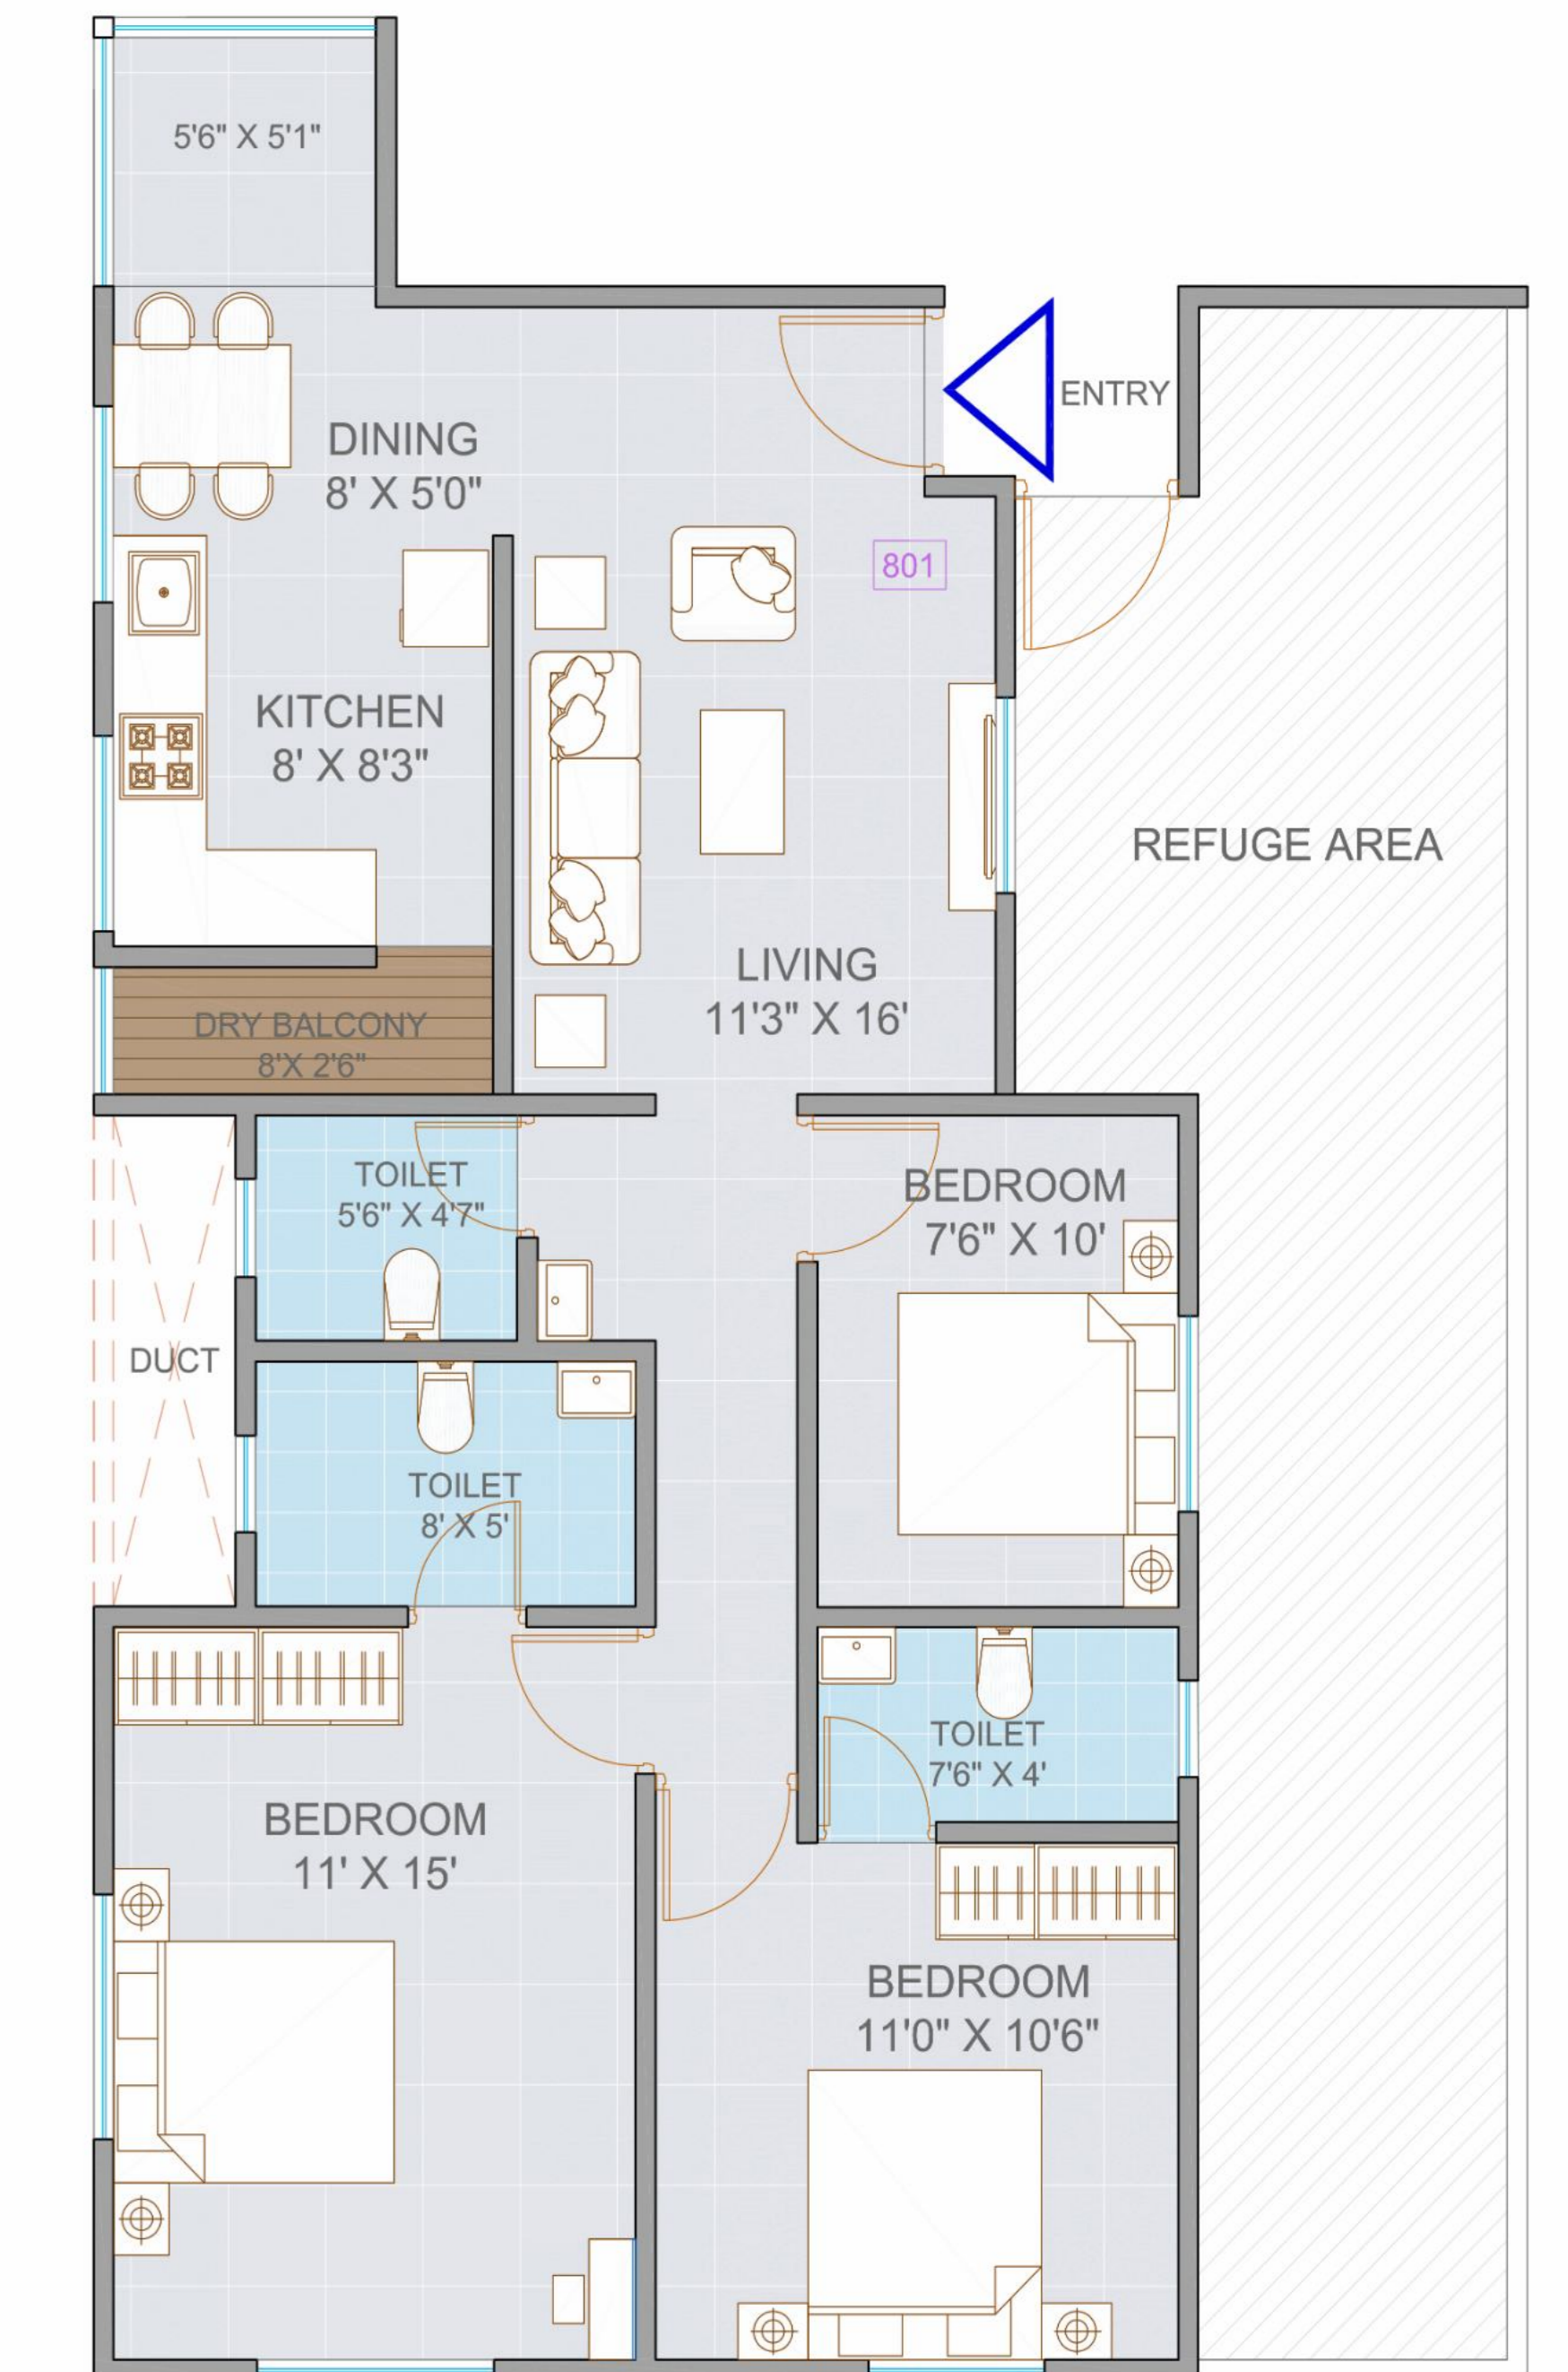 5'6" X 5'1"
ENTRY
DINING
8' X 5'0"
801
KITCHEN
8' X 8'3"
REFUGE AREA
LIVING
11'3" X 16'
DRY BALCONY
8'X 2'6"
TOILET
5'6" X 4'7"
BEDROOM
7'6" X 10'
DUCT
TOILET
8' X 5'
TOILET
7'6" X 4'
BEDROOM
11' X 15'
BEDROOM
11'0" X 10'6"